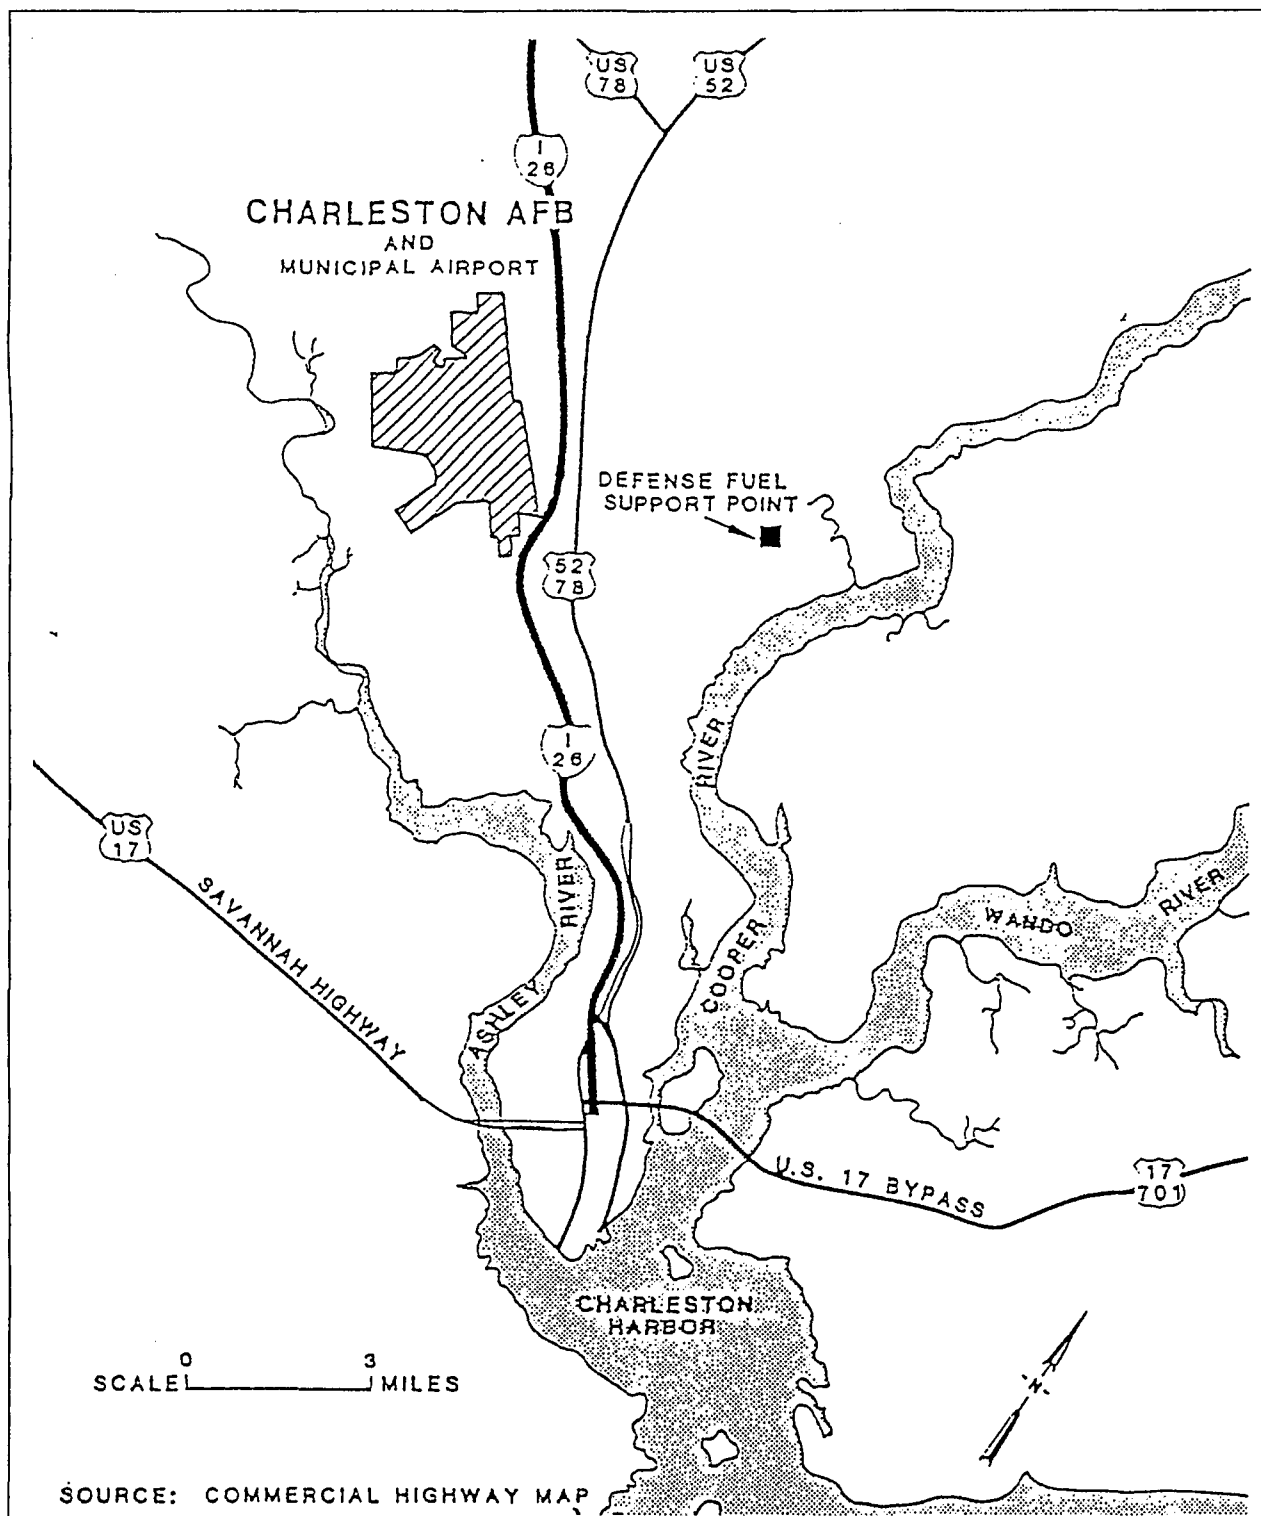 US
78
US
52
I
26
CHARLESTON AFB
AND
MUNICIPAL AIRPORT
DEFENSE FUEL
SUPPORT POINT
52
78
RIVER
I
26
US
17
SAVANNAH HIGHWAY
RIVER
ASHLEY
COOPER
WANDO
RIVER
U.S. 17 BYPASS
17
701
CHARLESTON
HARBOR
0 3
SCALE MILES
-N-
SOURCE: COMMERCIAL HIGHWAY MAP